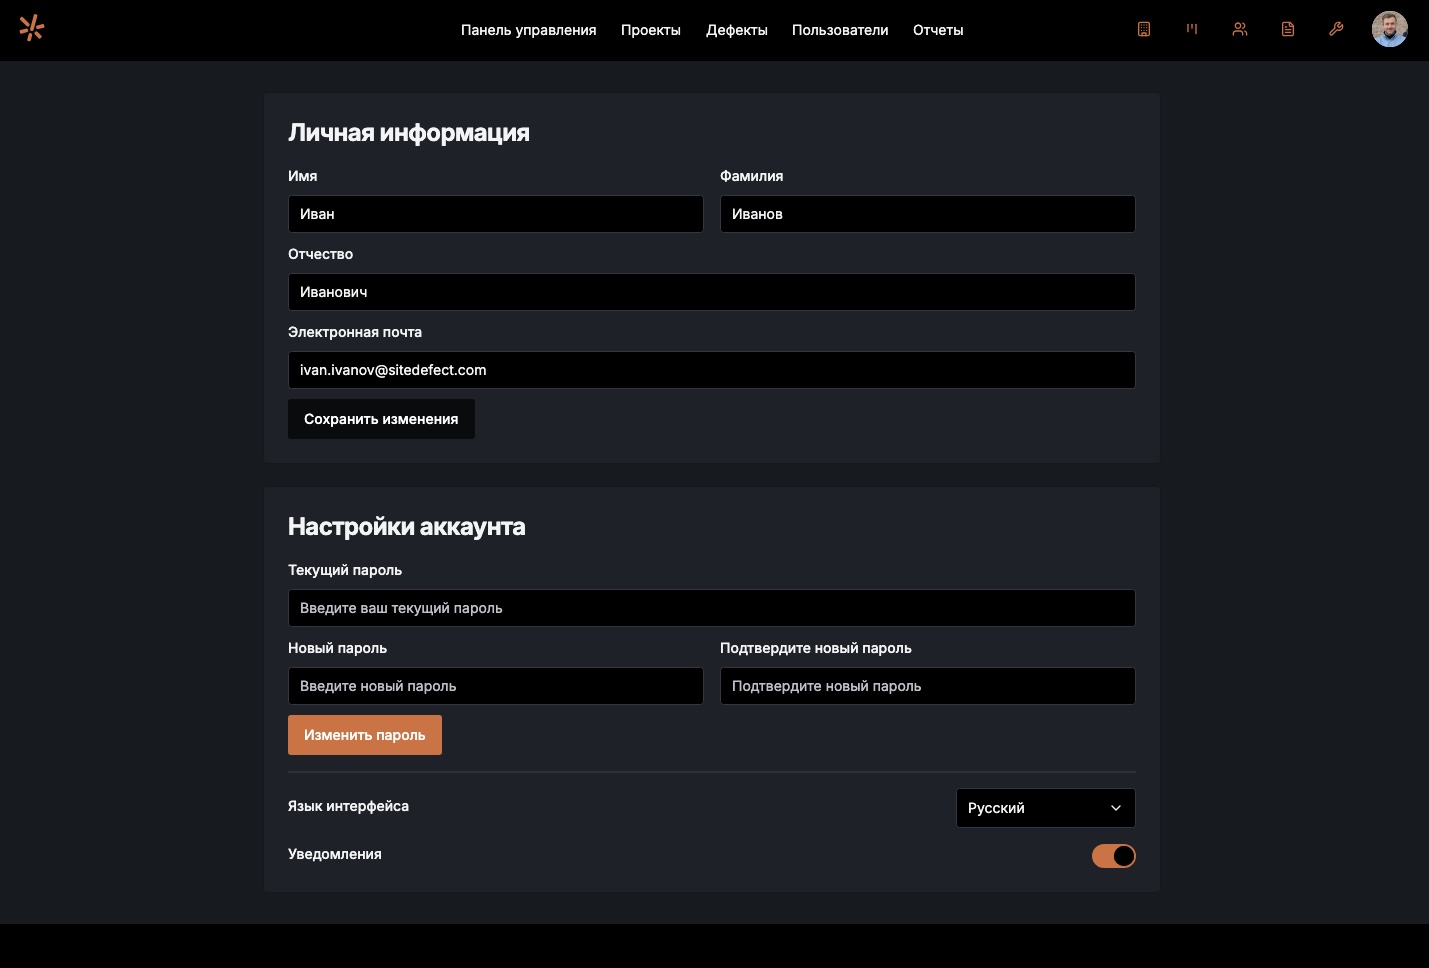 Панель управления Проекты Дефекты Пользователи Отчеты
Личная информация
Имя Фамилия
Иван Иванов
Отчество
Иванович
Электронная почта
ivan.ivanov@sitedefect.com
Сохранить изменения
Настройки аккаунта
Текущий пароль
Введите ваш текущий пароль
Новый пароль Подтвердите новый пароль
Введите новый пароль Подтвердите новый пароль
Изменить пароль
Язык интерфейса Русский
Уведомления